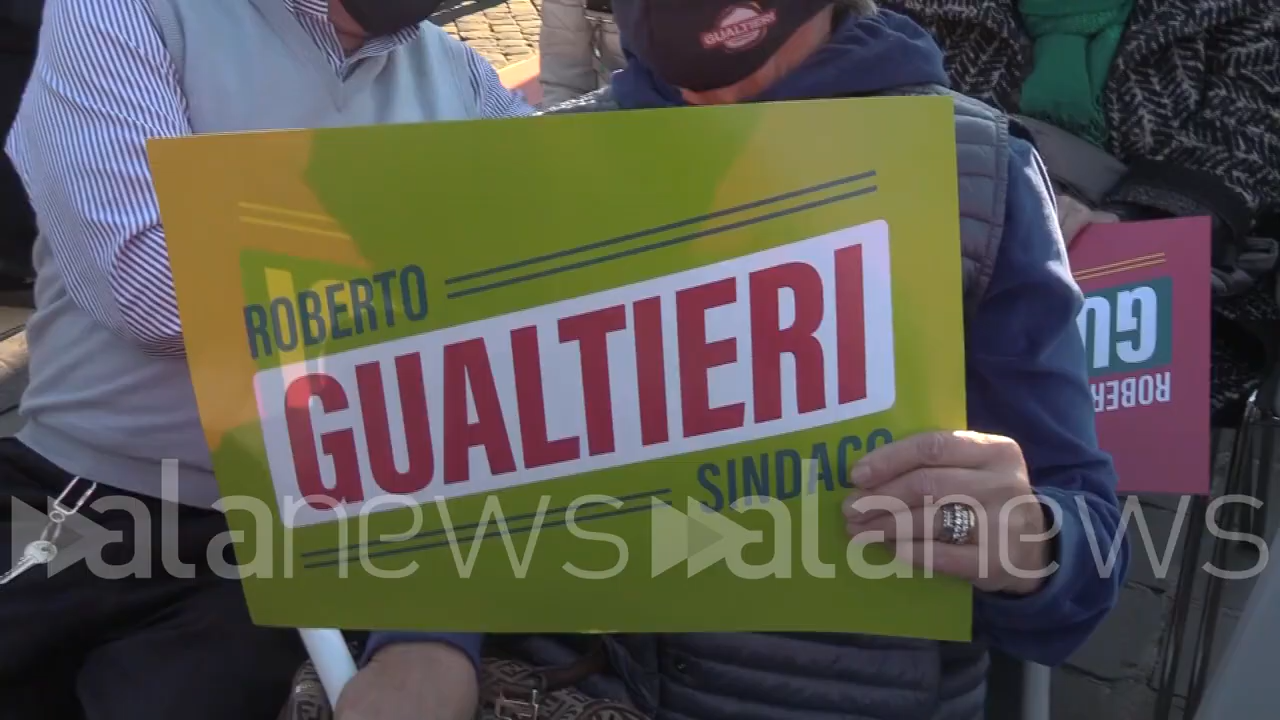 GUALTIERI
ROBERTO
GUALTIERI
SINDACO
GU
ROBER
alanews alanews